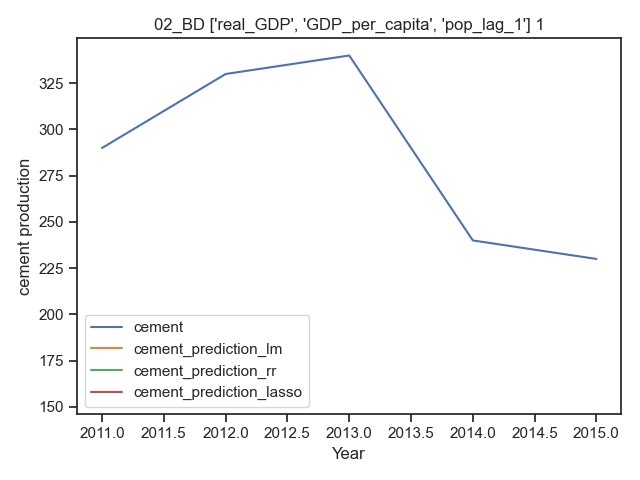 02_BD ['real_GDP', 'GDP_per_capita', 'pop_lag_1'] 1
325
300
275
250
225
200
175
150
cement production
cement
cement_prediction_lm
cement_prediction_rr
cement_prediction_lasso
2011.0 2011.5 2012.0 2012.5 2013.0 2013.5 2014.0 2014.5 2015.0
Year